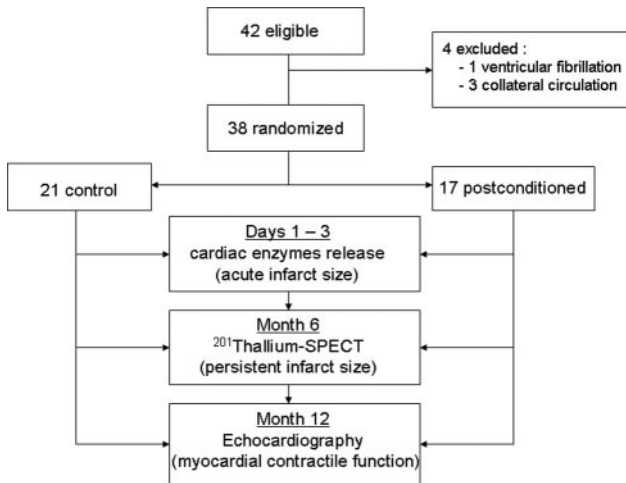 42 eligible
4 excluded :
- 1 ventricular fibrillation
- 3 collateral circulation
38 randomized
21 control
17 postconditioned
Days 1 – 3
cardiac enzymes release
(acute infarct size)
Month 6
201Thallium-SPECT
(persistent infarct size)
Month 12
Echocardiography
(myocardial contractile function)